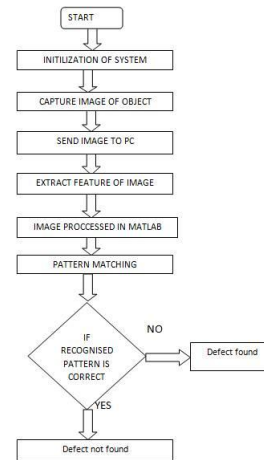 START
INITILIZATION OF SYSTEM
CAPTURE IMAGE OF OBJECT
SEND IMAGE TO PC
EXTRACT FEATURE OF IMAGE
IMAGE PROCCESSED IN MATLAB
PATTERN MATCHING
IF
RECOGNISED
PATTERN IS
CORRECT
NO
Defect found
YES
Defect not found